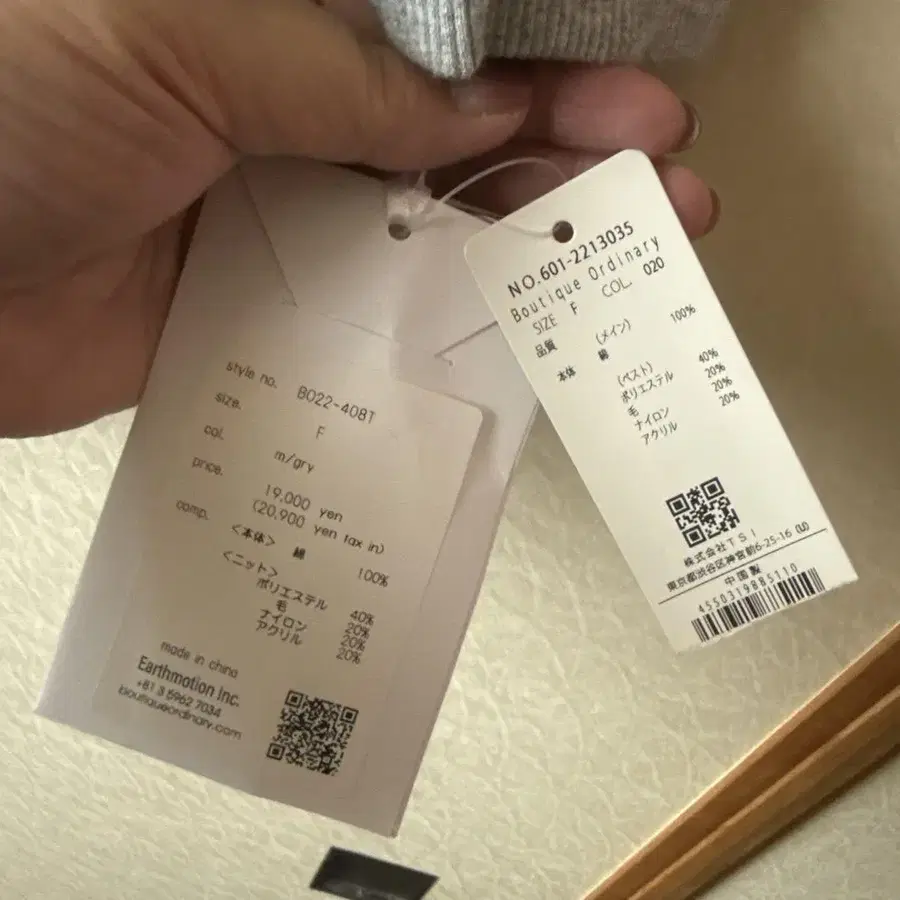 style no. B022-4081
size. F
col. m/gry
price. 19,000 yen
(20,900 yen tax in)
comp. <本体> 綿 100%
<ニット>
ポリエステル 40%
毛 20%
ナイロン 20%
アクリル 20%
made in china
Earthmotion Inc.
+81 3 5962 7034
boutiqueordinary.com
NO.601-2213035
Boutique Ordinary
SIZE F COL. 020
品質 (メイン)
本体 綿 100%
(ベスト)
ポリエステル 40%
毛 20%
ナイロン 20%
アクリル 20%
株式会社TSI
東京都渋谷区神宮前6-25-16 (U)
中国製
4550319885110